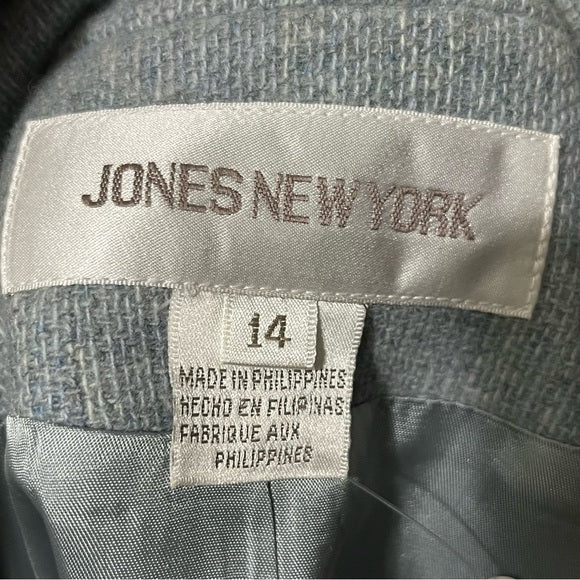 JONES NEW YORK
14
MADE IN PHILIPPINES
HECHO EN FILIPINAS
FABRIQUE AUX
PHILIPPINES